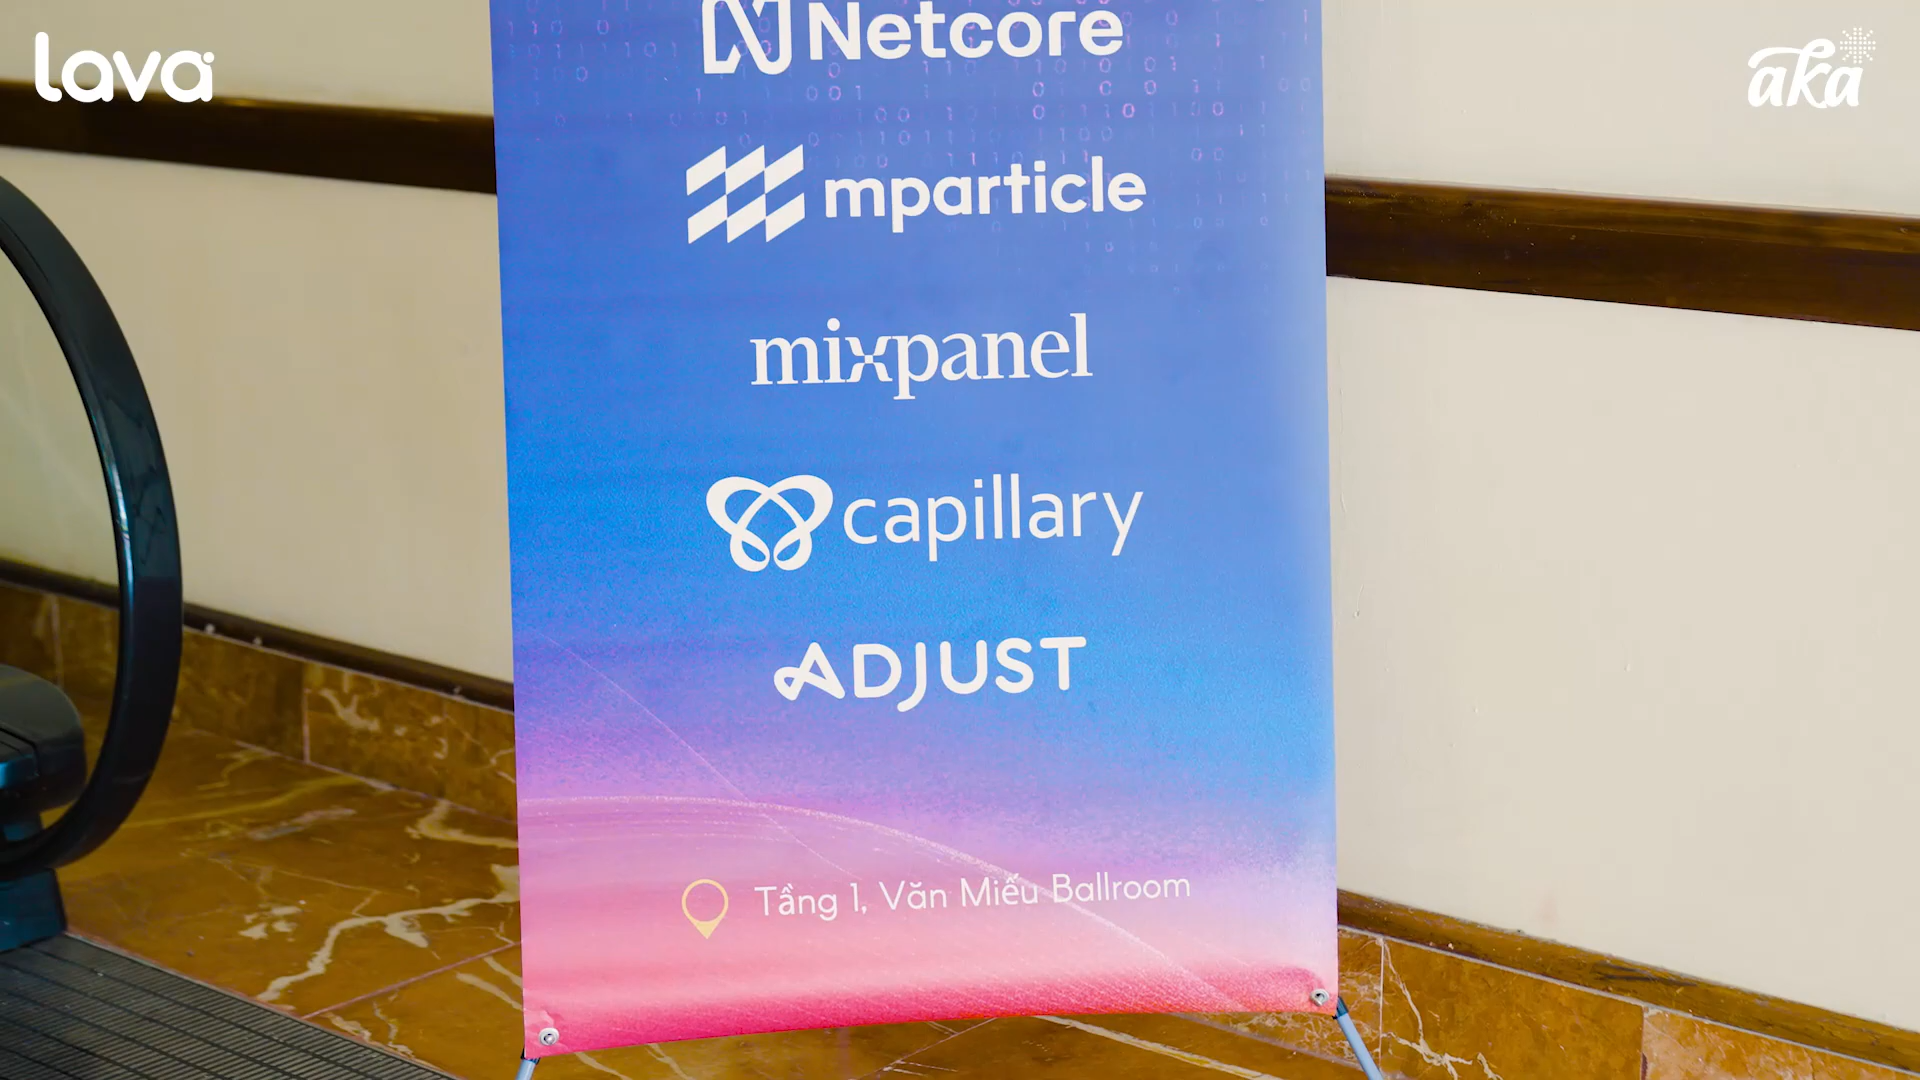 lava
aka
Netcore
mparticle
mixpanel
capillary
ADJUST
Tầng 1, Văn Miếu Ballroom